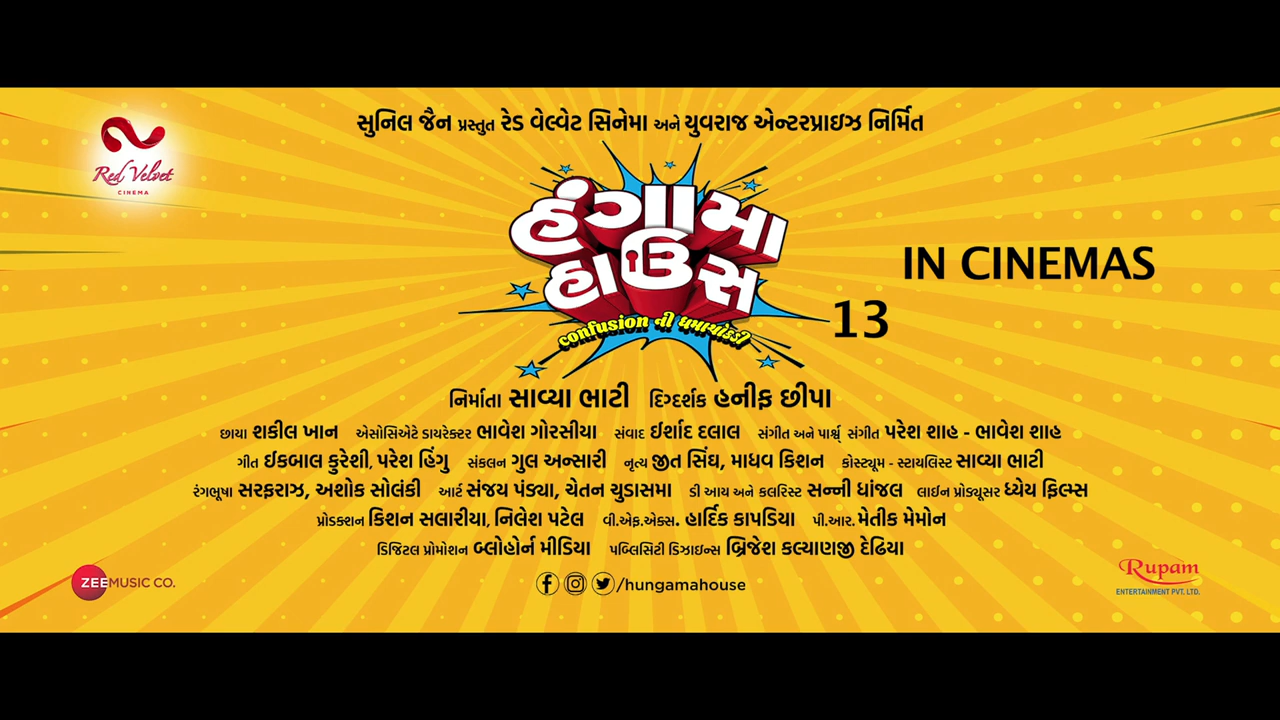 સુનિલ જૈન પ્રસ્તુત રેડ વેલ્વેટ સિનેમા અને યુવરાજ એન્ટરપ્રાઇઝ નિર્મિત
Red Velvet
CINEMA
હંગામા
હાઉસ
confusion ની ધમાચોકડી
IN CINEMAS
13
નિર્માતા સાવ્યા ભાટી દિગ્દર્શક હનીફ છીપા
છાયા શકીલ ખાન એસોસિએટે ડાયરેક્ટર ભાવેશ ગોરસીયા સંવાદ ઈર્શાદ દલાલ સંગીત અને પાર્શ્વ સંગીત પરેશ શાહ - ભાવેશ શાહ
ગીત ઈકબાલ કુરેશી, પરેશ હિંગુ સંકલન ગુલ અન્સારી નૃત્ય જીત સિંઘ, માધવ કિશન કોસ્ટ્યૂમ - સ્ટાયલિસ્ટ સાવ્યા ભાટી
રંગભૂષા સરફરાઝ, અશોક સોલંકી આર્ટ સંજય પંડ્યા, ચેતન ચુડાસમા ડી આય અને કલરિસ્ટ સન્ની ધાંજલ લાઈન પ્રોડ્યૂસર ધ્યેય ફિલ્મ્સ
પ્રોડક્શન કિશન સલારીયા, નિલેશ પટેલ વી.એફ.એક્સ. હાર્દિક કાપડિયા પી.આર. મેતીક મેમોન
ડિજિટલ પ્રોમોશન બ્લોહોર્ન મીડિયા પબ્લિસિટી ડિઝાઇન્સ બ્રિજેશ કલ્યાણજી દેઢિયા
ZEE MUSIC CO.
/hungamahouse
Rupam
ENTERTAINMENT PVT. LTD.